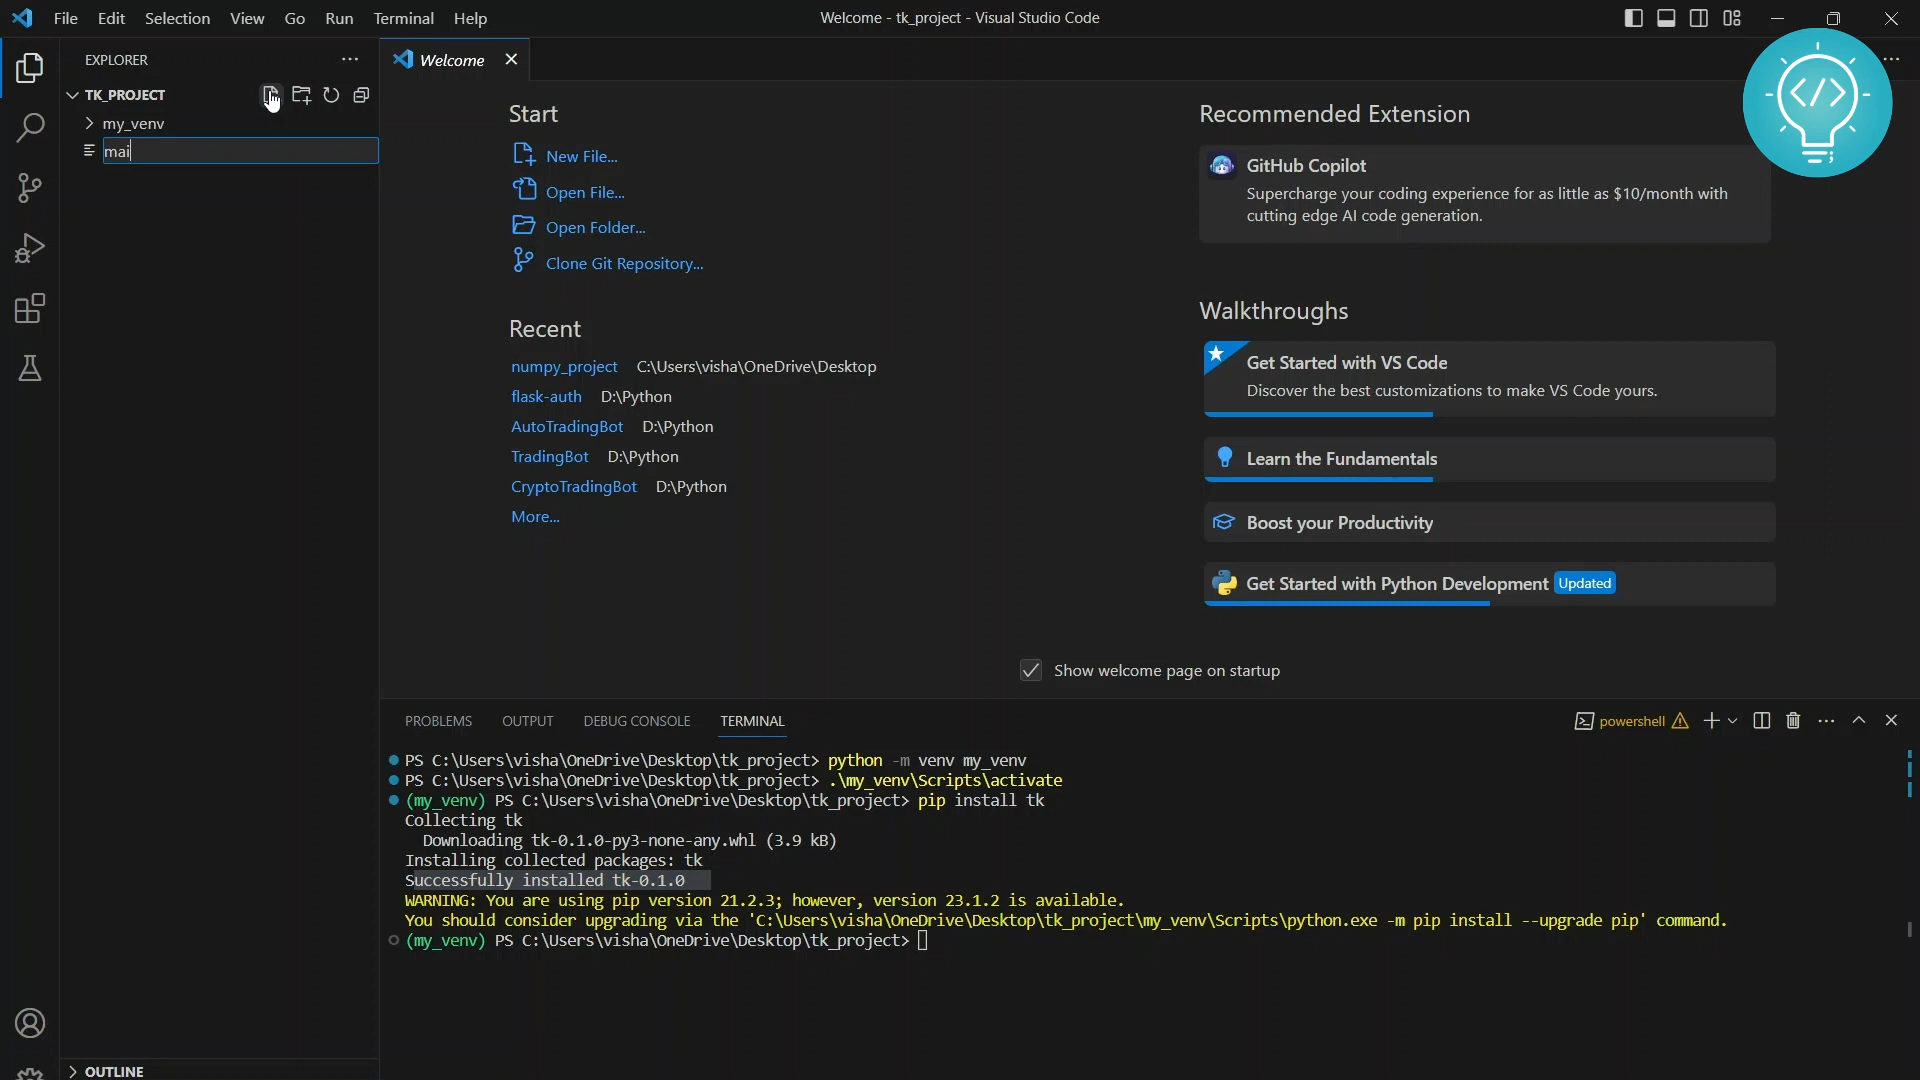 File Edit Selection View Go Run Terminal Help
Welcome - tk_project - Visual Studio Code
EXPLORER
TK_PROJECT
my_venv
mai
OUTLINE
Welcome
Start
New File...
Open File...
Open Folder...
Clone Git Repository...
Recent
numpy_project C:\Users\visha\OneDrive\Desktop
flask-auth D:\Python
AutoTradingBot D:\Python
TradingBot D:\Python
CryptoTradingBot D:\Python
More...
Recommended Extension
</>
GitHub Copilot
Supercharge your coding experience for as little as $10/month with
cutting edge AI code generation.
Walkthroughs
Get Started with VS Code
Discover the best customizations to make VS Code yours.
Learn the Fundamentals
Boost your Productivity
Get Started with Python Development Updated
Show welcome page on startup
PROBLEMS OUTPUT DEBUG CONSOLE TERMINAL
powershell
PS C:\Users\visha\OneDrive\Desktop\tk_project> python -m venv my_venv
PS C:\Users\visha\OneDrive\Desktop\tk_project> .\my_venv\Scripts\activate
(my_venv) PS C:\Users\visha\OneDrive\Desktop\tk_project> pip install tk
Collecting tk
Downloading tk-0.1.0-py3-none-any.whl (3.9 kB)
Installing collected packages: tk
Successfully installed tk-0.1.0
WARNING: You are using pip version 21.2.3; however, version 23.1.2 is available.
You should consider upgrading via the 'C:\Users\visha\OneDrive\Desktop\tk_project\my_venv\Scripts\python.exe -m pip install --upgrade pip' command.
(my_venv) PS C:\Users\visha\OneDrive\Desktop\tk_project>